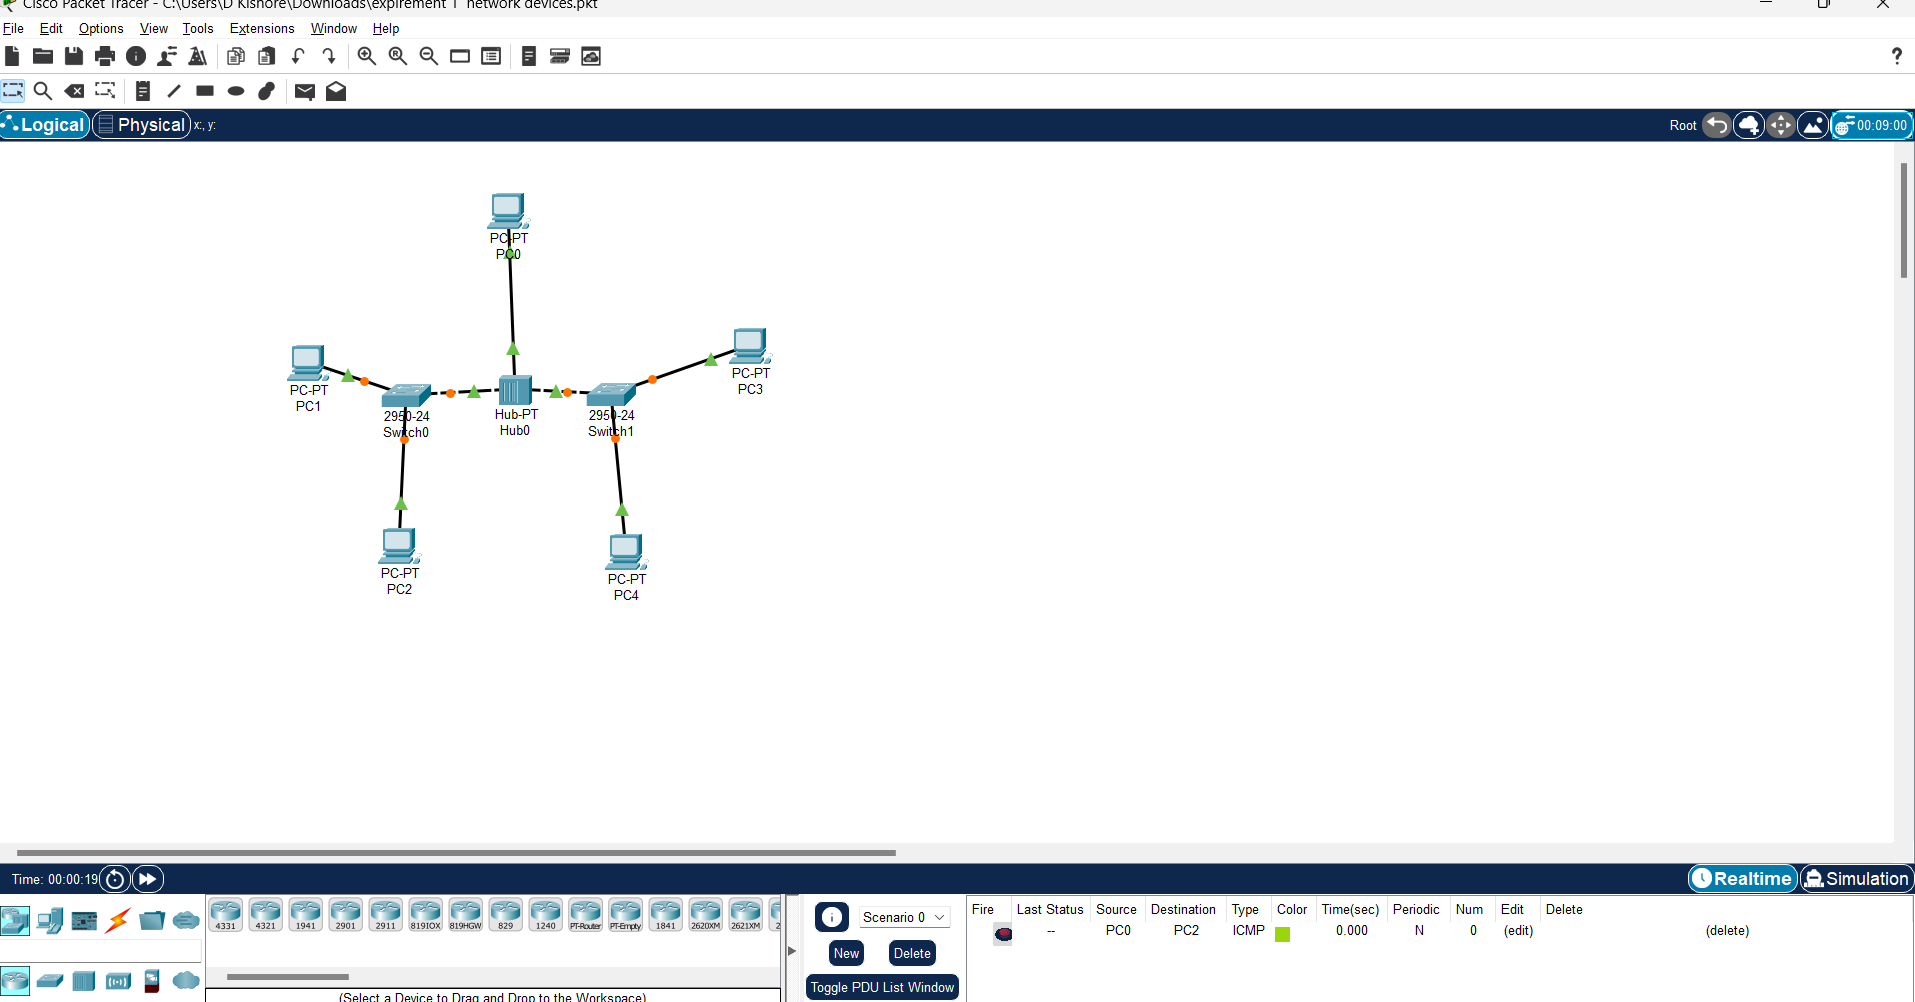 Cisco Packet Tracer - C:\Users\D Kishore\Downloads\expirement 1 network devices.pkt
File Edit Options View Tools Extensions Window Help
?
Logical Physical x:, y: Root 00:09:00
PC-PT
PC0
PC-PT
PC1
2950-24
Switch0
Hub-PT
Hub0
2950-24
Switch1
PC-PT
PC3
PC-PT
PC2
PC-PT
PC4
Time: 00:00:19 Realtime Simulation
4331 4321 1941 2901 2911 819IOX 819HGW 829 1240 PT-Router PT-Empty 1841 2620XM 2621XM
(Select a Device to Drag and Drop to the Workspace)
Scenario 0
New Delete
Toggle PDU List Window
Fire Last Status Source Destination Type Color Time(sec) Periodic Num Edit Delete
-- PC0 PC2 ICMP 0.000 N 0 (edit) (delete)